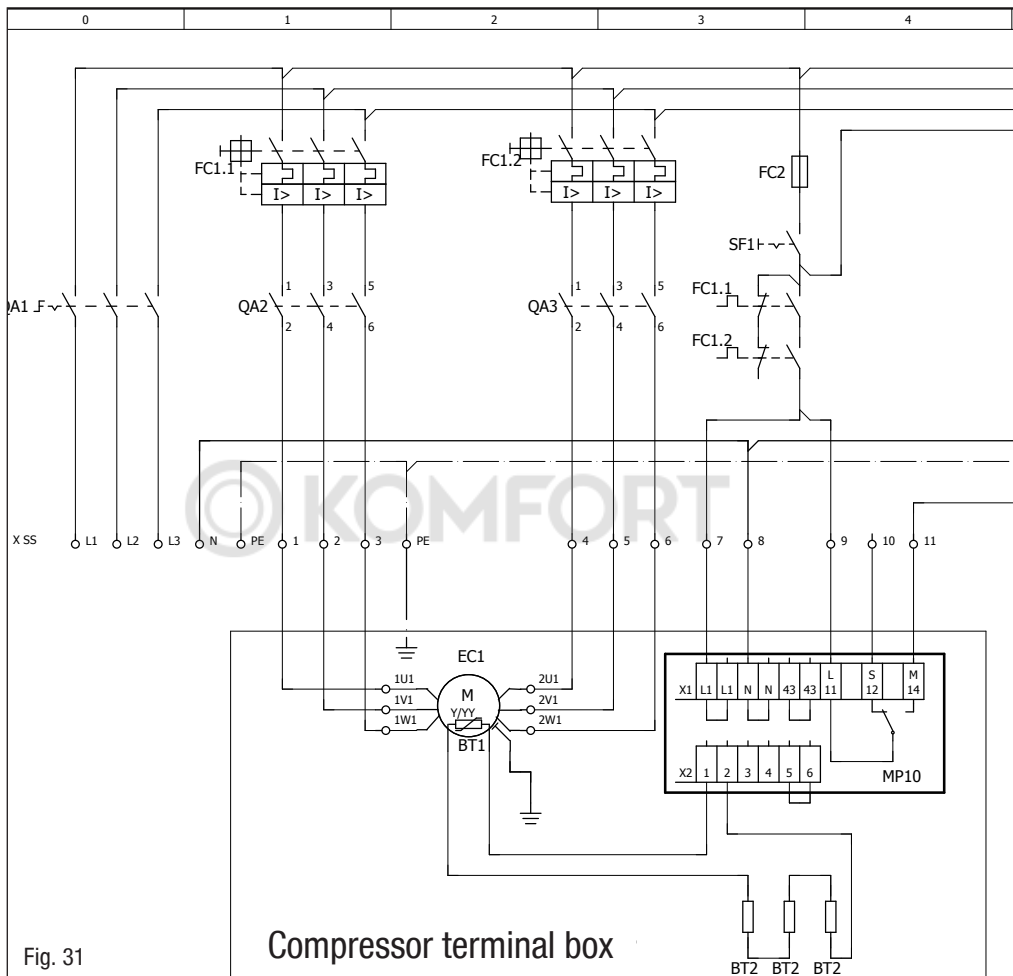 0 1 2 3 4
FC1.1
I> I> I>
FC1.2
I> I> I>
FC2
SF1
QA1
QA2
1 3 5
2 4 6
QA3
1 3 5
2 4 6
FC1.1
FC1.2
KOMFORT
X SS L1 L2 L3 N PE 1 2 3 PE 4 5 6 7 8 9 10 11
EC1
1U1
1V1
1W1
M
Y/YY
BT1
2U1
2V1
2W1
L S M
X1 L1 L1 N N 43 43 11 12 14
X2 1 2 3 4 5 6
MP10
BT2 BT2 BT2
Compressor terminal box
Fig. 31